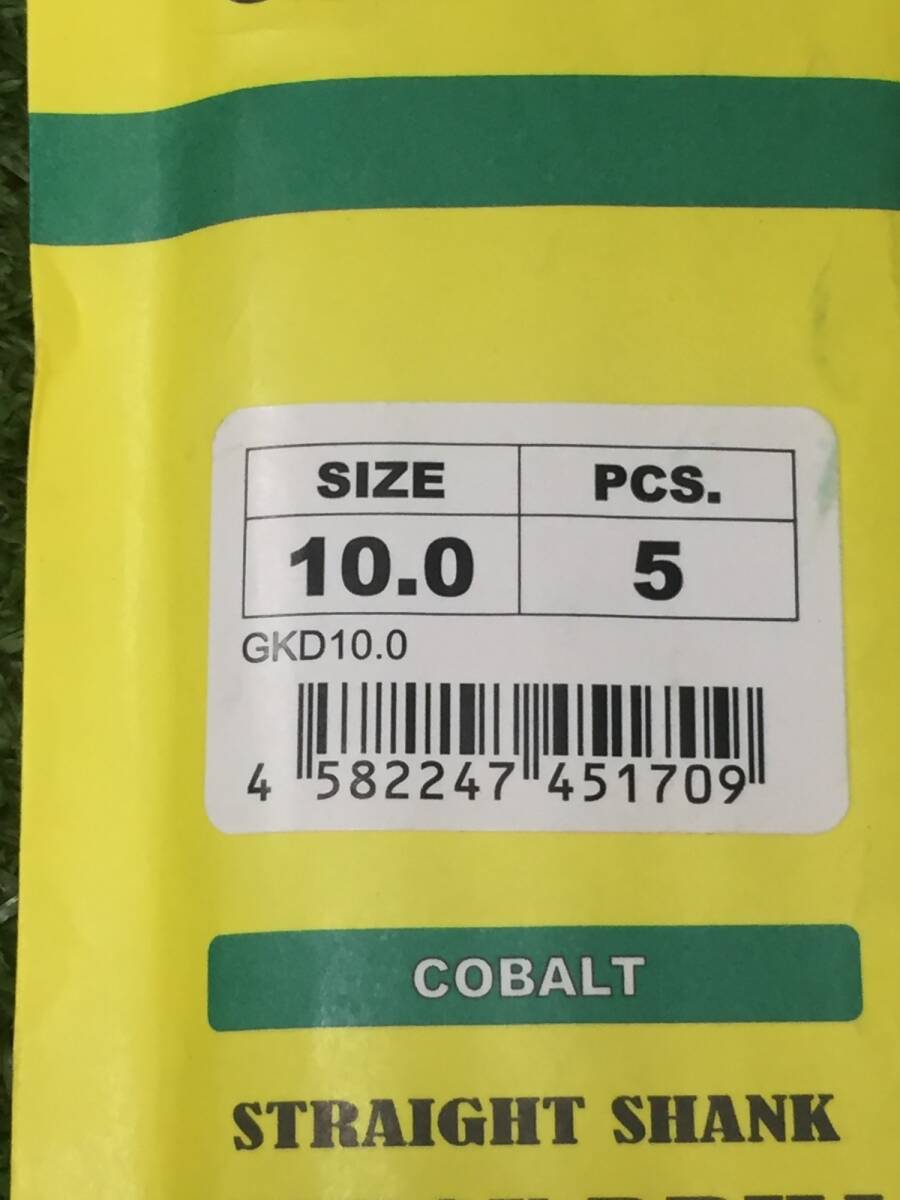 SIZE PCS.
10.0 5
GKD10.0
4 582247 451709
COBALT
STRAIGHT SHANK